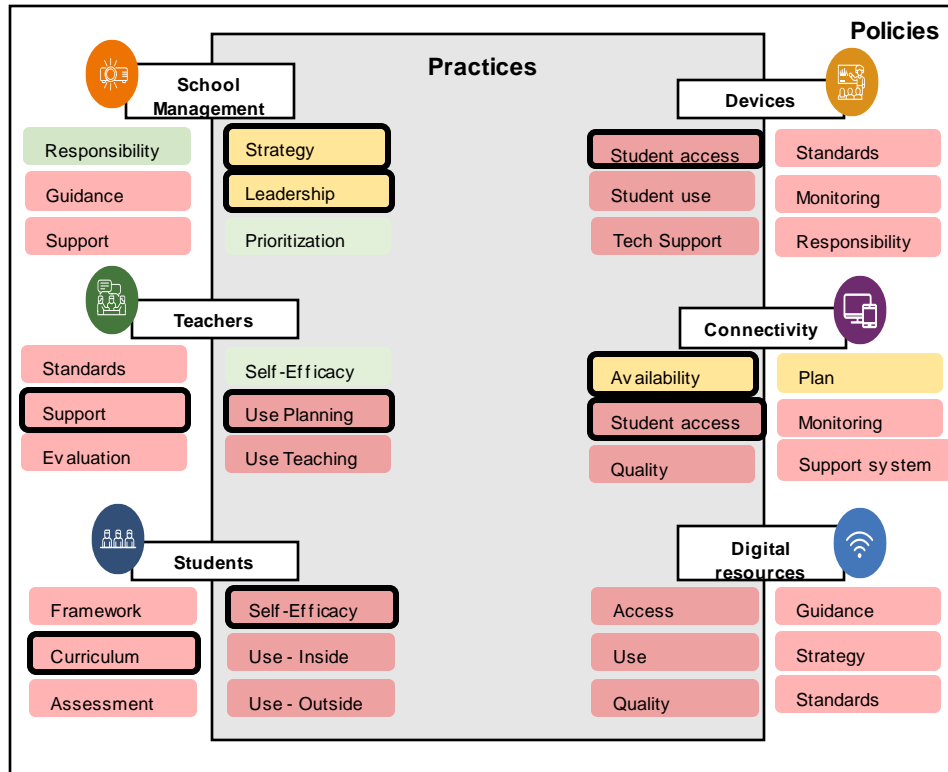 Policies
Practices
School
Management
Responsibility
Guidance
Support
Strategy
Leadership
Prioritization
Devices
Student access
Student use
Tech Support
Standards
Monitoring
Responsibility
Teachers
Standards
Support
Evaluation
Self-Efficacy
Use Planning
Use Teaching
Connectivity
Availability
Student access
Quality
Plan
Monitoring
Support system
Students
Framework
Curriculum
Assessment
Self-Efficacy
Use - Inside
Use - Outside
Digital
resources
Access
Use
Quality
Guidance
Strategy
Standards